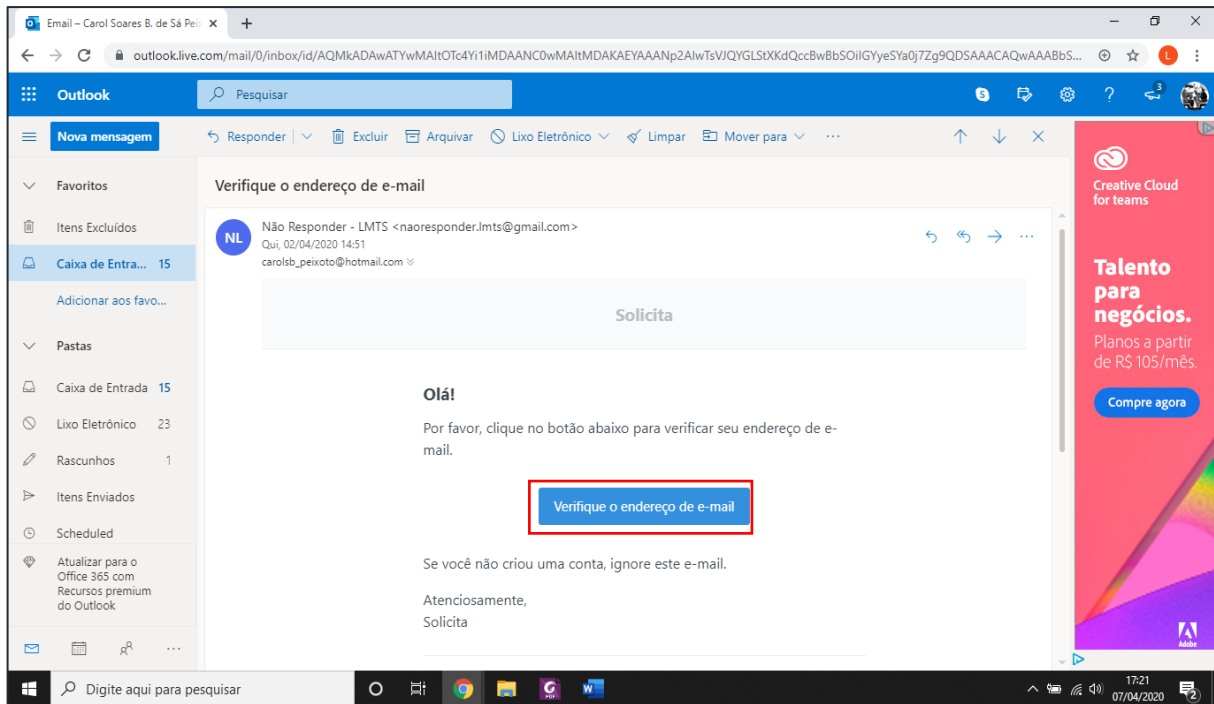 Email – Carol Soares B. de Sá Pei
outlook.live.com/mail/0/inbox/id/AQMkADAwATYwMAItOTc4Yi1iMDAANC0wMAItMDAKAEYAAANp2AIwTsVJQYGLStXKdQccBwBbSOiIGYyeSYa0j7Zg9QDSAAACAQwAAABbS...
L
Outlook
Pesquisar
3
Nova mensagem
Responder
Excluir
Arquivar
Lixo Eletrônico
Limpar
Mover para
Favoritos
Itens Excluídos
Caixa de Entra... 15
Adicionar aos favo...
Pastas
Caixa de Entrada 15
Lixo Eletrônico 23
Rascunhos 1
Itens Enviados
Scheduled
Atualizar para o
Office 365 com
Recursos premium
do Outlook
Verifique o endereço de e-mail
NL
Não Responder - LMTS <naoresponder.lmts@gmail.com>
Qui, 02/04/2020 14:51
carolsb_peixoto@hotmail.com
Solicita
Olá!
Por favor, clique no botão abaixo para verificar seu endereço de e-
mail.
Verifique o endereço de e-mail
Se você não criou uma conta, ignore este e-mail.
Atenciosamente,
Solicita
Creative Cloud
for teams
Talento
para
negócios.
Planos a partir
de R$ 105/mês.
Compre agora
Adobe
Digite aqui para pesquisar
17:21
07/04/2020
2